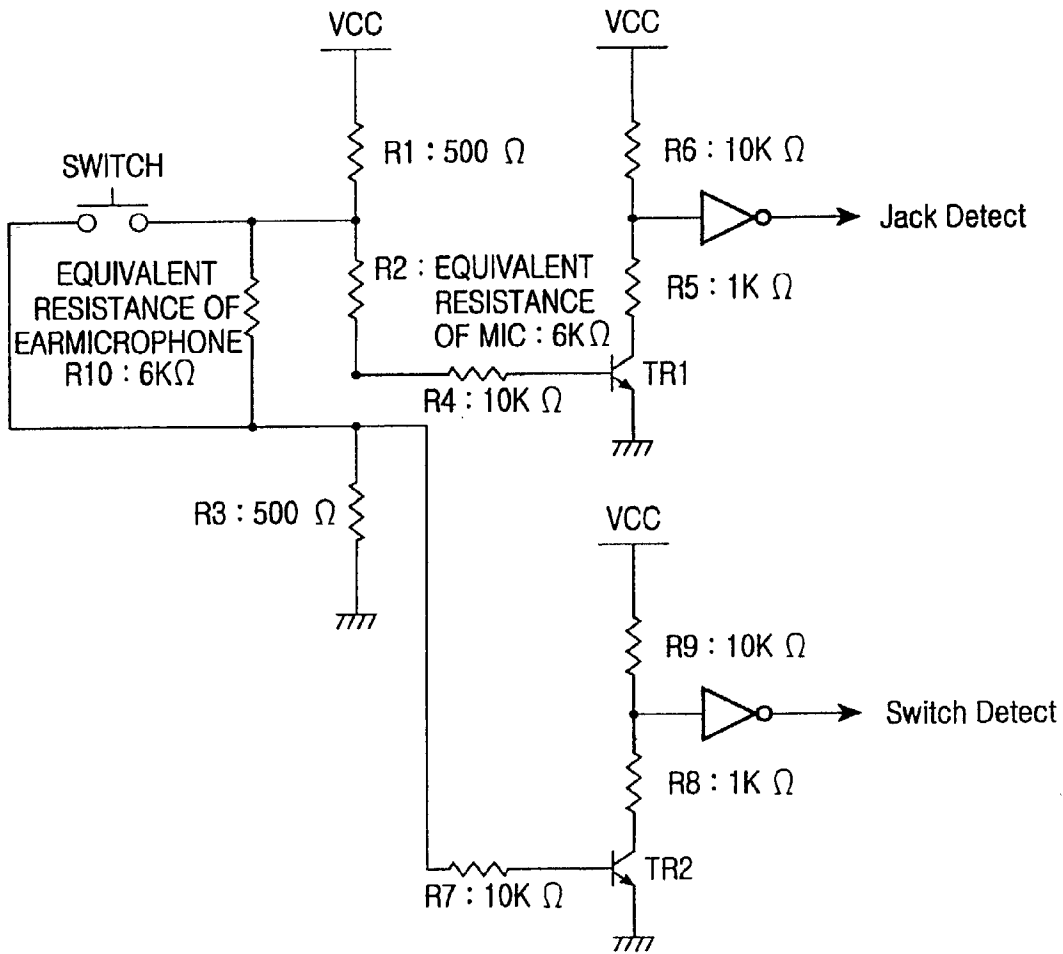 VCC
VCC
R1 : 500 Ω
R6 : 10K Ω
SWITCH
Jack Detect
EQUIVALENT
RESISTANCE OF
EARMICROPHONE
R10 : 6KΩ
R2 : EQUIVALENT
RESISTANCE
OF MIC : 6KΩ
R5 : 1K Ω
TR1
R4 : 10K Ω
R3 : 500 Ω
VCC
R9 : 10K Ω
Switch Detect
R8 : 1K Ω
TR2
R7 : 10K Ω